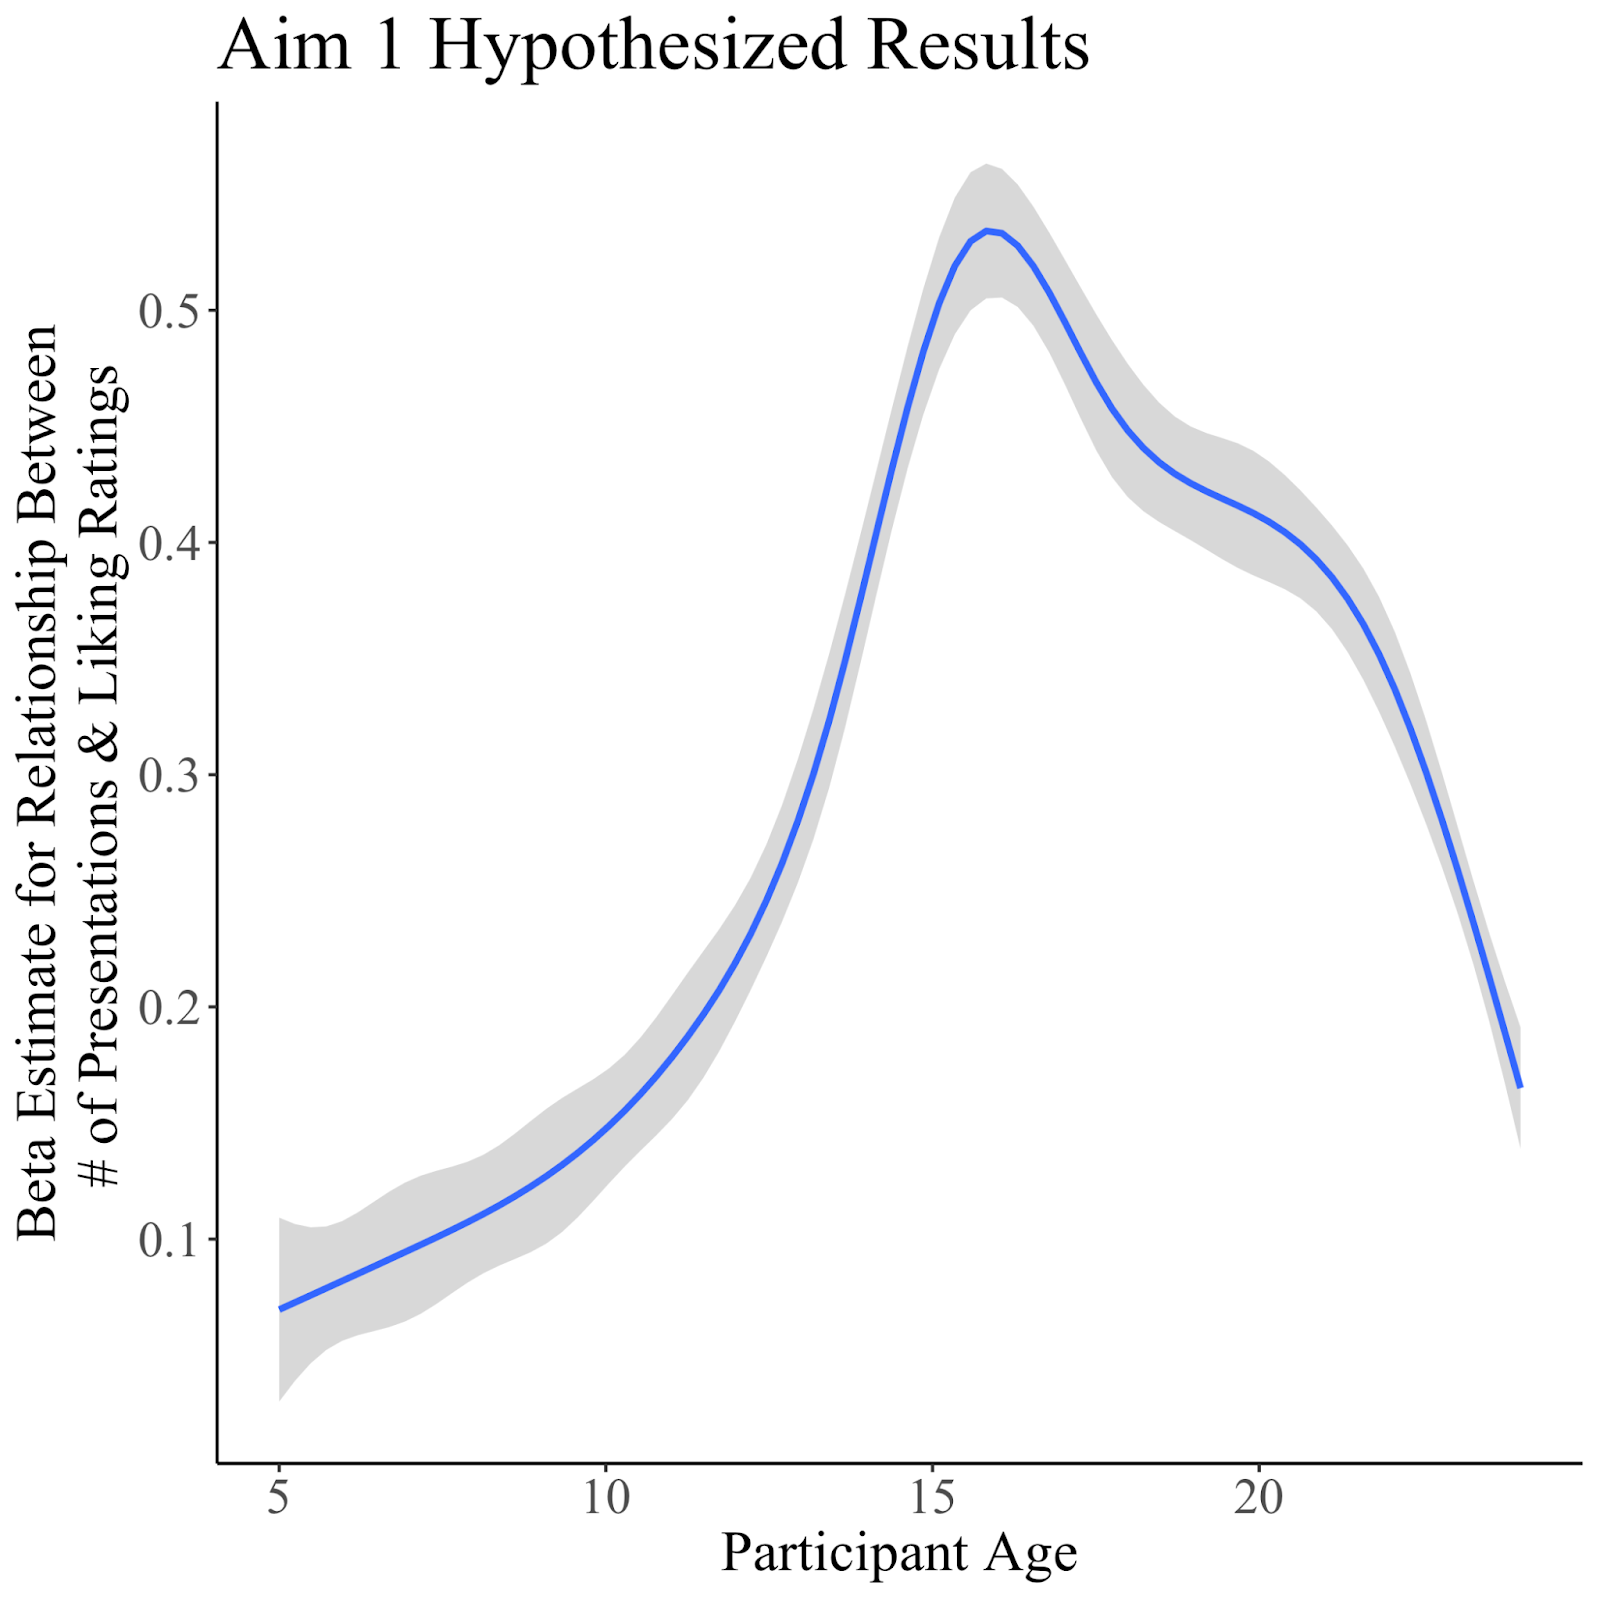 Aim 1 Hypothesized Results
Beta Estimate for Relationship Between
# of Presentations & Liking Ratings
0.5
0.4
0.3
0.2
0.1
5 10 15 20
Participant Age